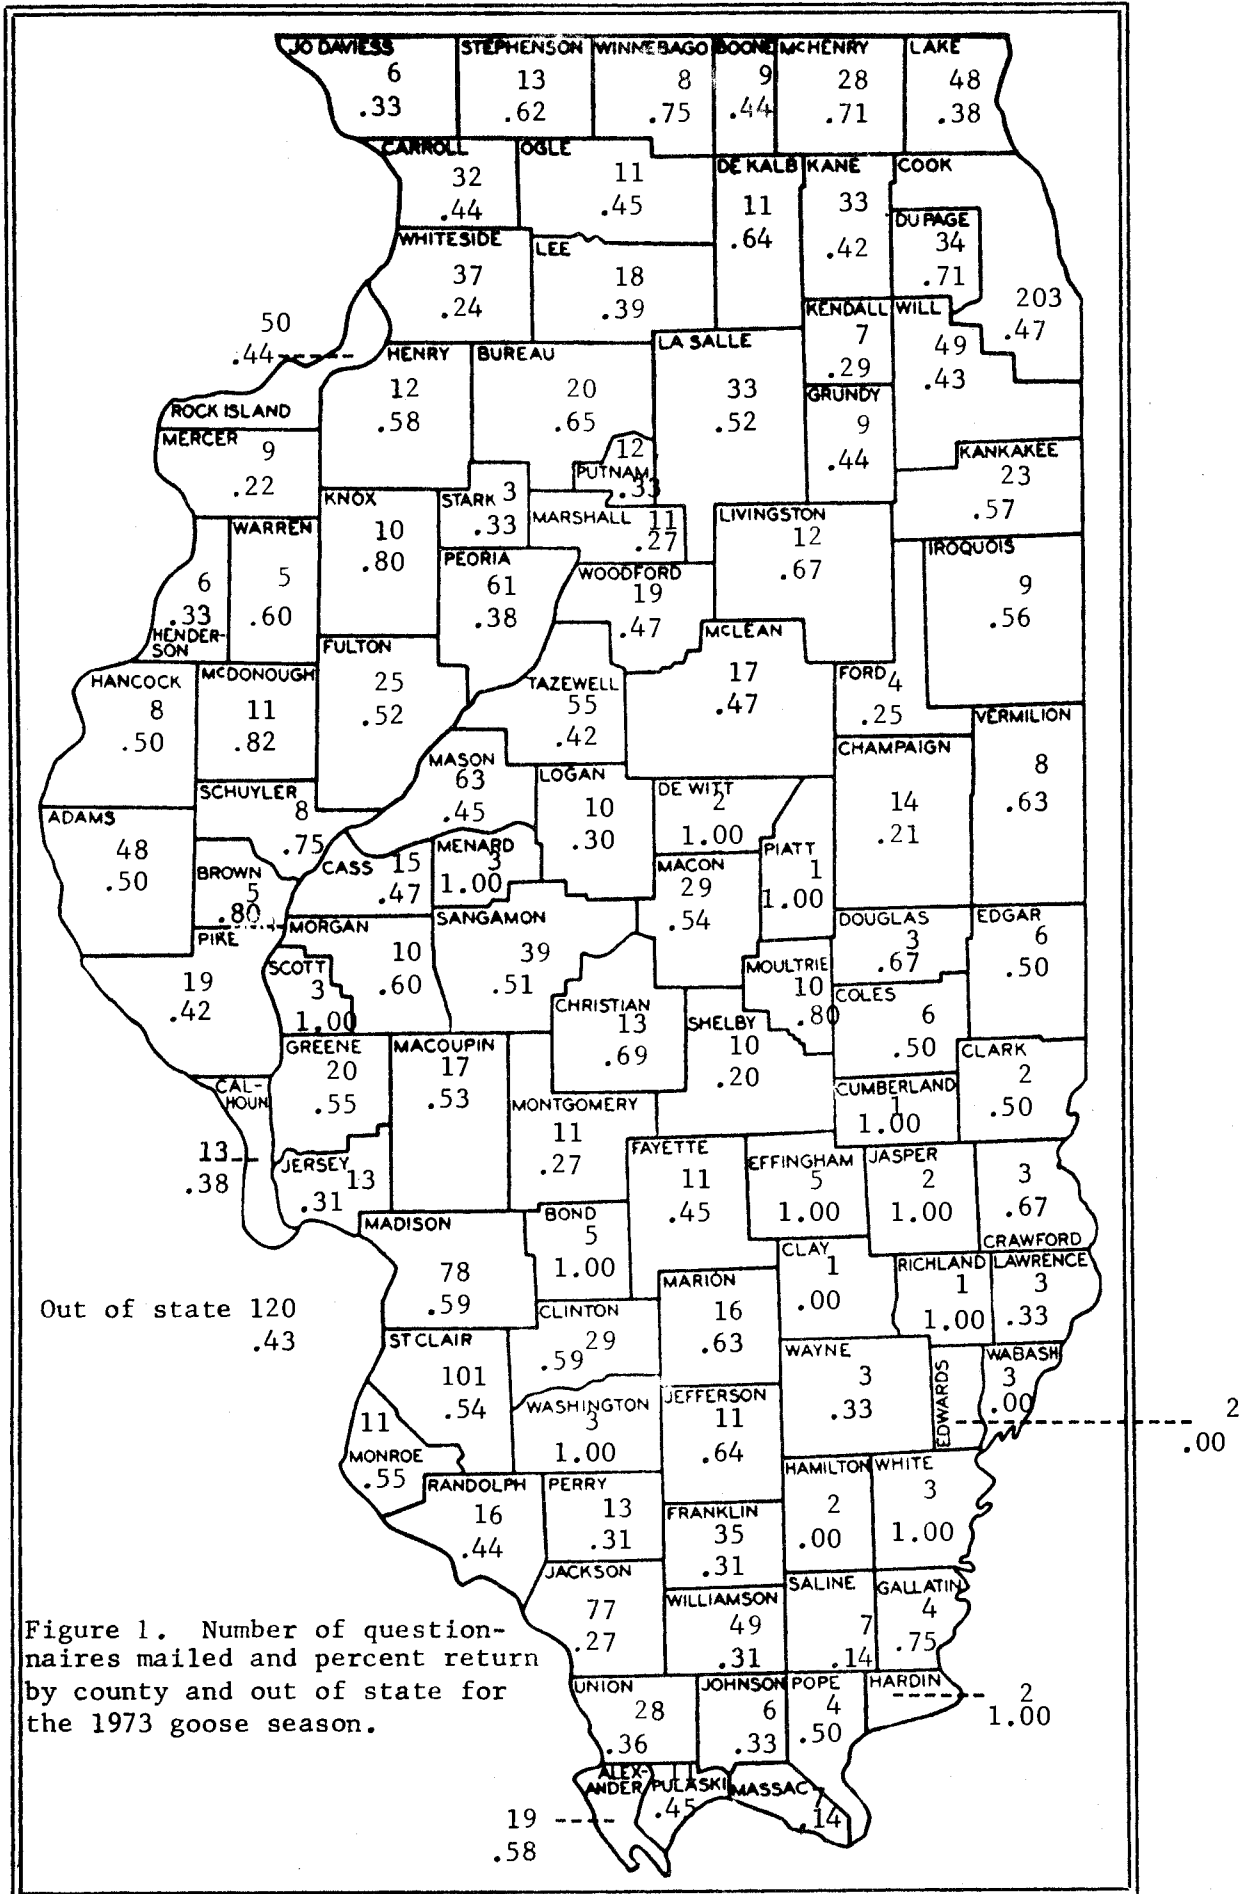 JO DAVIESS
6
.33
STEPHENSON
13
.62
WINNEBAGO
8
.75
BOONE
9
.44
McHENRY
28
.71
LAKE
48
.38
CARROLL
32
.44
OGLE
11
.45
DE KALB
11
.64
KANE
33
.42
COOK
203
.47
DU PAGE
34
.71
WHITESIDE
37
.24
LEE
18
.39
KENDALL
7
.29
WILL
49
.43
50
.44
ROCK ISLAND
HENRY
12
.58
BUREAU
20
.65
LA SALLE
33
.52
GRUNDY
9
.44
MERCER
9
.22
12
PUTNAM
.33
KANKAKEE
23
.57
KNOX
10
.80
STARK 3
.33
MARSHALL 11
.27
LIVINGSTON
12
.67
IROQUOIS
9
.56
WARREN
5
.60
6
.33
HENDER-
SON
PEORIA
61
.38
WOODFORD
19
.47
McLEAN
17
.47
FULTON
25
.52
HANCOCK
8
.50
McDONOUGH
11
.82
TAZEWELL
55
.42
FORD 4
.25
VERMILION
8
.63
CHAMPAIGN
14
.21
MASON
63
.45
LOGAN
10
.30
DE WITT
2
1.00
SCHUYLER
8
.75
ADAMS
48
.50
BROWN
5
.80
CASS 15
.47
MENARD
3
1.00
MACON
29
.54
PIATT
1
1.00
DOUGLAS
3
.67
EDGAR
6
.50
PIKE
19
.42
MORGAN
10
.60
SANGAMON
39
.51
SCOTT
3
1.00
MOULTRIE
10
.80
COLES
6
.50
CHRISTIAN
13
.69
SHELBY
10
.20
GREENE
20
.55
MACOUPIN
17
.53
CLARK
2
.50
CUMBERLAND
1
1.00
CAL-
HOUN
13
.38
MONTGOMERY
11
.27
JERSEY
13
.31
FAYETTE
11
.45
EFFINGHAM
5
1.00
JASPER
2
1.00
3
.67
CRAWFORD
MADISON
78
.59
BOND
5
1.00
CLAY
1
.00
RICHLAND
1
1.00
LAWRENCE
3
.33
MARION
16
.63
Out of state 120
.43
CLINTON
29
.59
ST CLAIR
101
.54
WAYNE
3
.33
EDWARDS
2
.00
WABASH
3
.00
JEFFERSON
11
.64
WASHINGTON
3
1.00
11
MONROE
.55
HAMILTON
2
.00
WHITE
3
1.00
RANDOLPH
16
.44
PERRY
13
.31
FRANKLIN
35
.31
JACKSON
77
.27
WILLIAMSON
49
.31
SALINE
7
.14
GALLATIN
4
.75
Figure 1. Number of question-
naires mailed and percent return
by county and out of state for
the 1973 goose season.
UNION
28
.36
JOHNSON
6
.33
POPE
4
.50
HARDIN
2
1.00
ALEX-
ANDER
19
.58
PULASKI
.45
MASSAC
7
.14